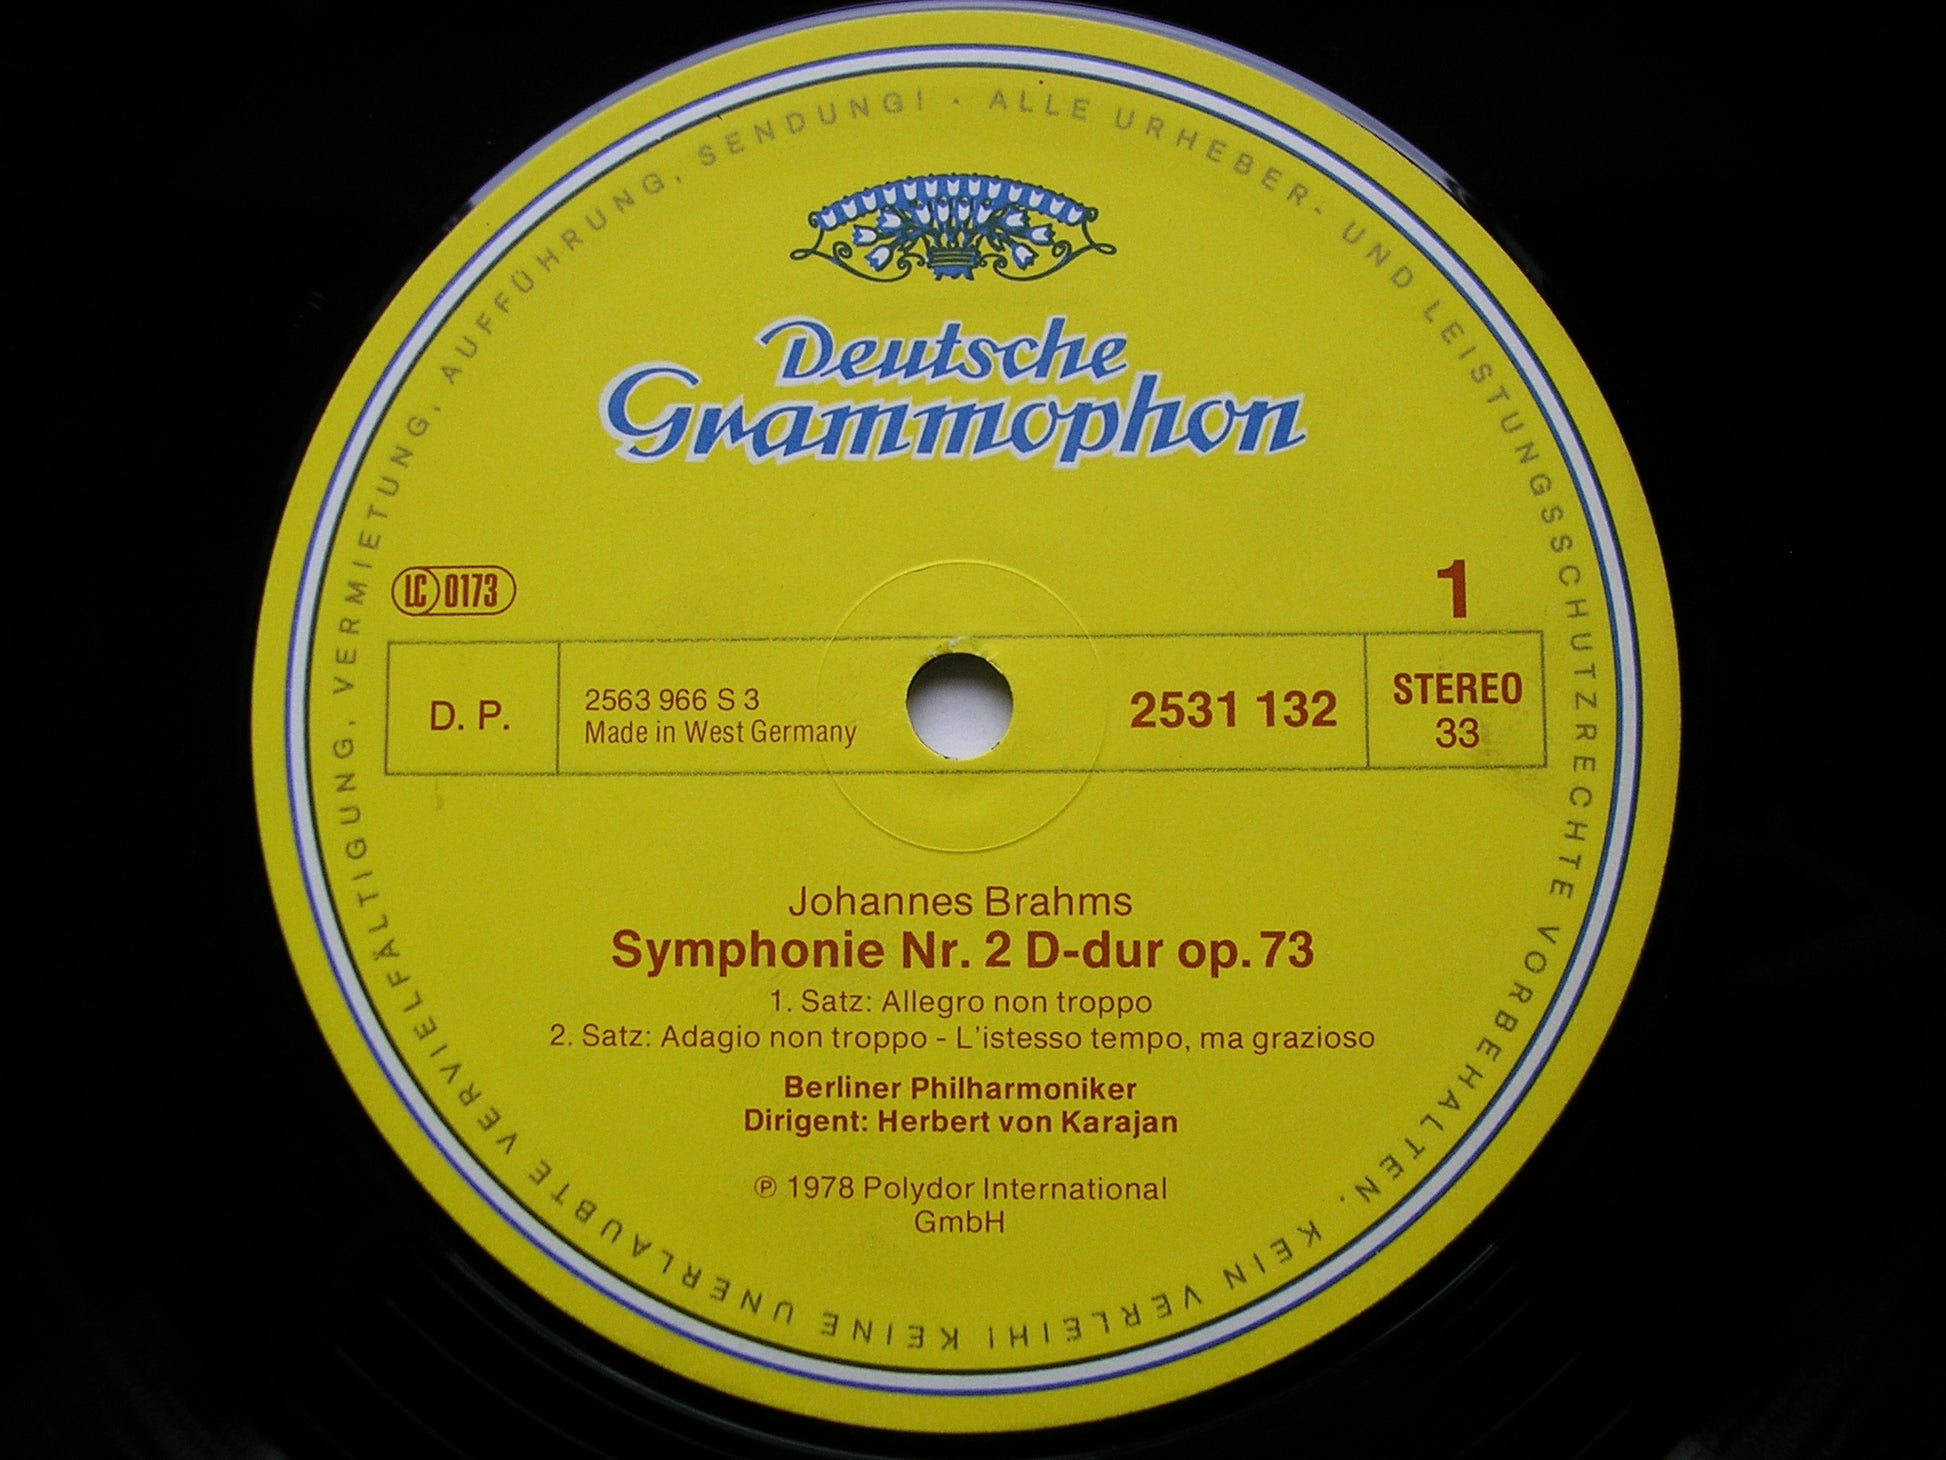 ALLE URHEBER- UND LEISTUNGSSCHUTZRECHTE VORBEHALTEN. KEIN VERLEIH! KEINE UNERLAUBTE VERVIELFÄLTIGUNG, VERMIETUNG, AUFFÜHRUNG, SENDUNG! ·
Deutsche
Grammophon
LC 0173
1
D. P.
2563 966 S 3
Made in West Germany
2531 132
STEREO
33
Johannes Brahms
Symphonie Nr. 2 D-dur op. 73
1. Satz: Allegro non troppo
2. Satz: Adagio non troppo - L'istesso tempo, ma grazioso
Berliner Philharmoniker
Dirigent: Herbert von Karajan
℗ 1978 Polydor International
GmbH